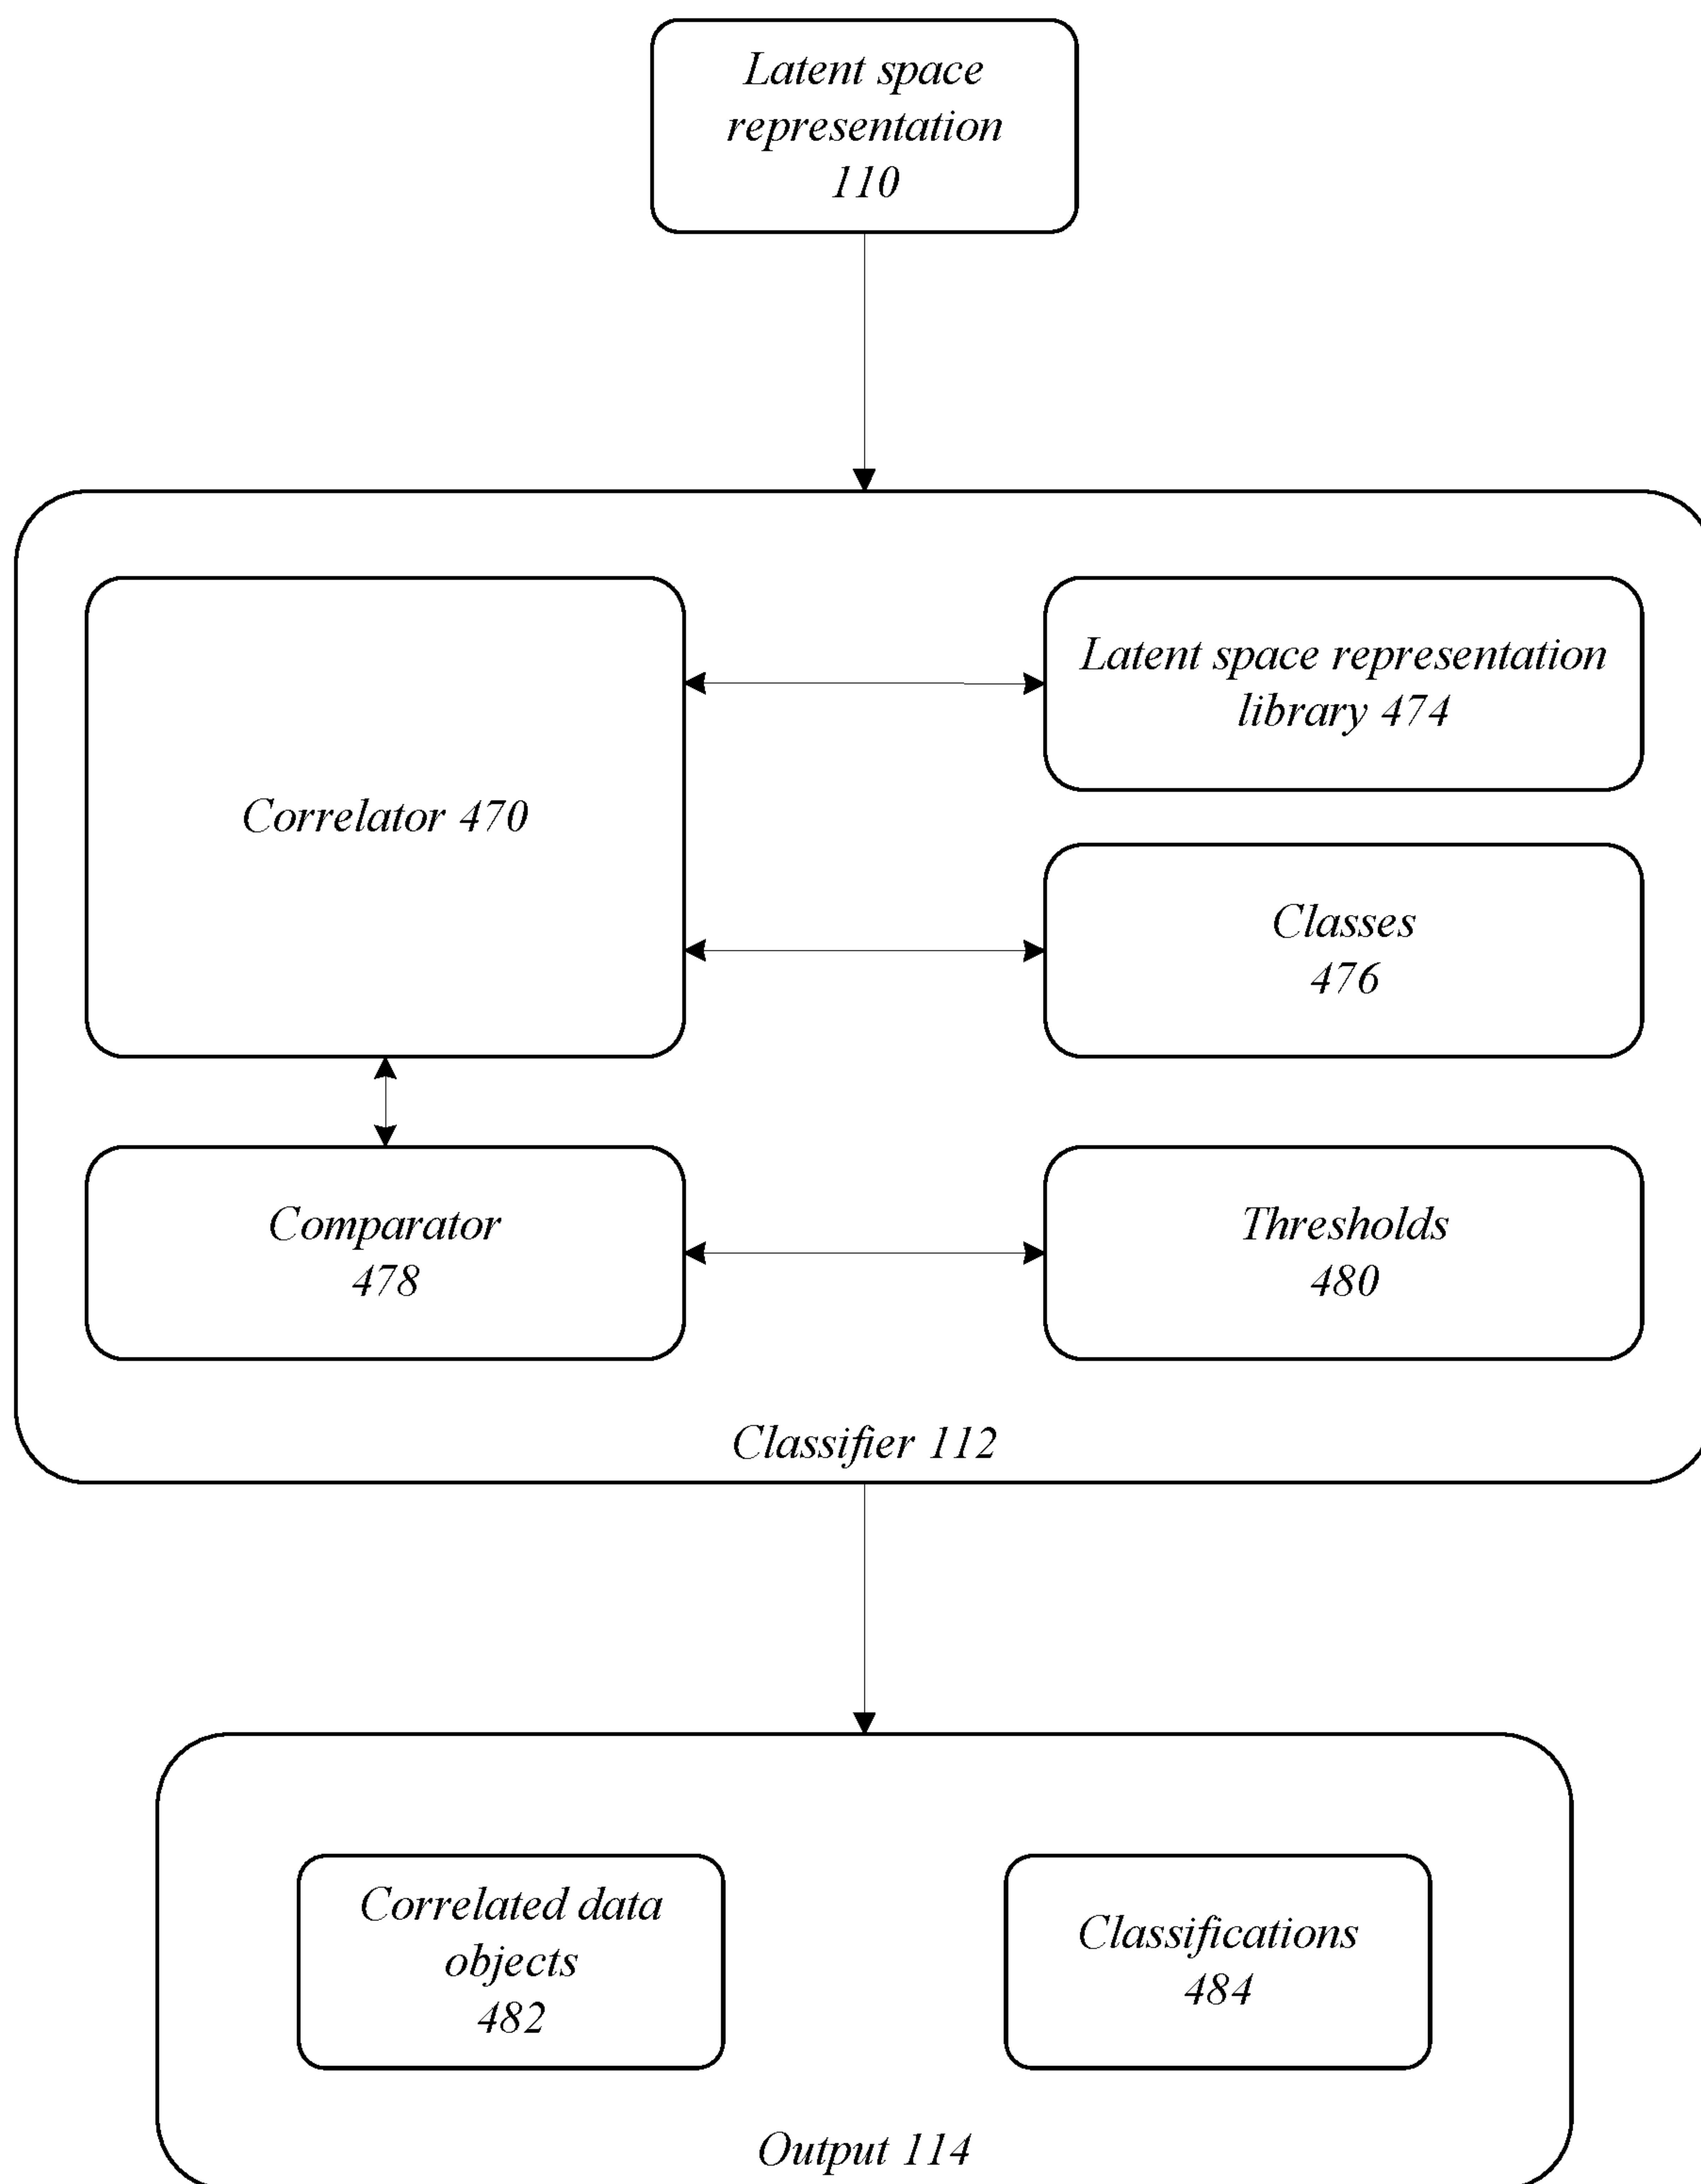 Latent space
representation
110
Latent space representation
library 474
Correlator 470
Classes
476
Comparator
478
Thresholds
480
Classifier 112
Correlated data
objects
482
Classifications
484
Output 114